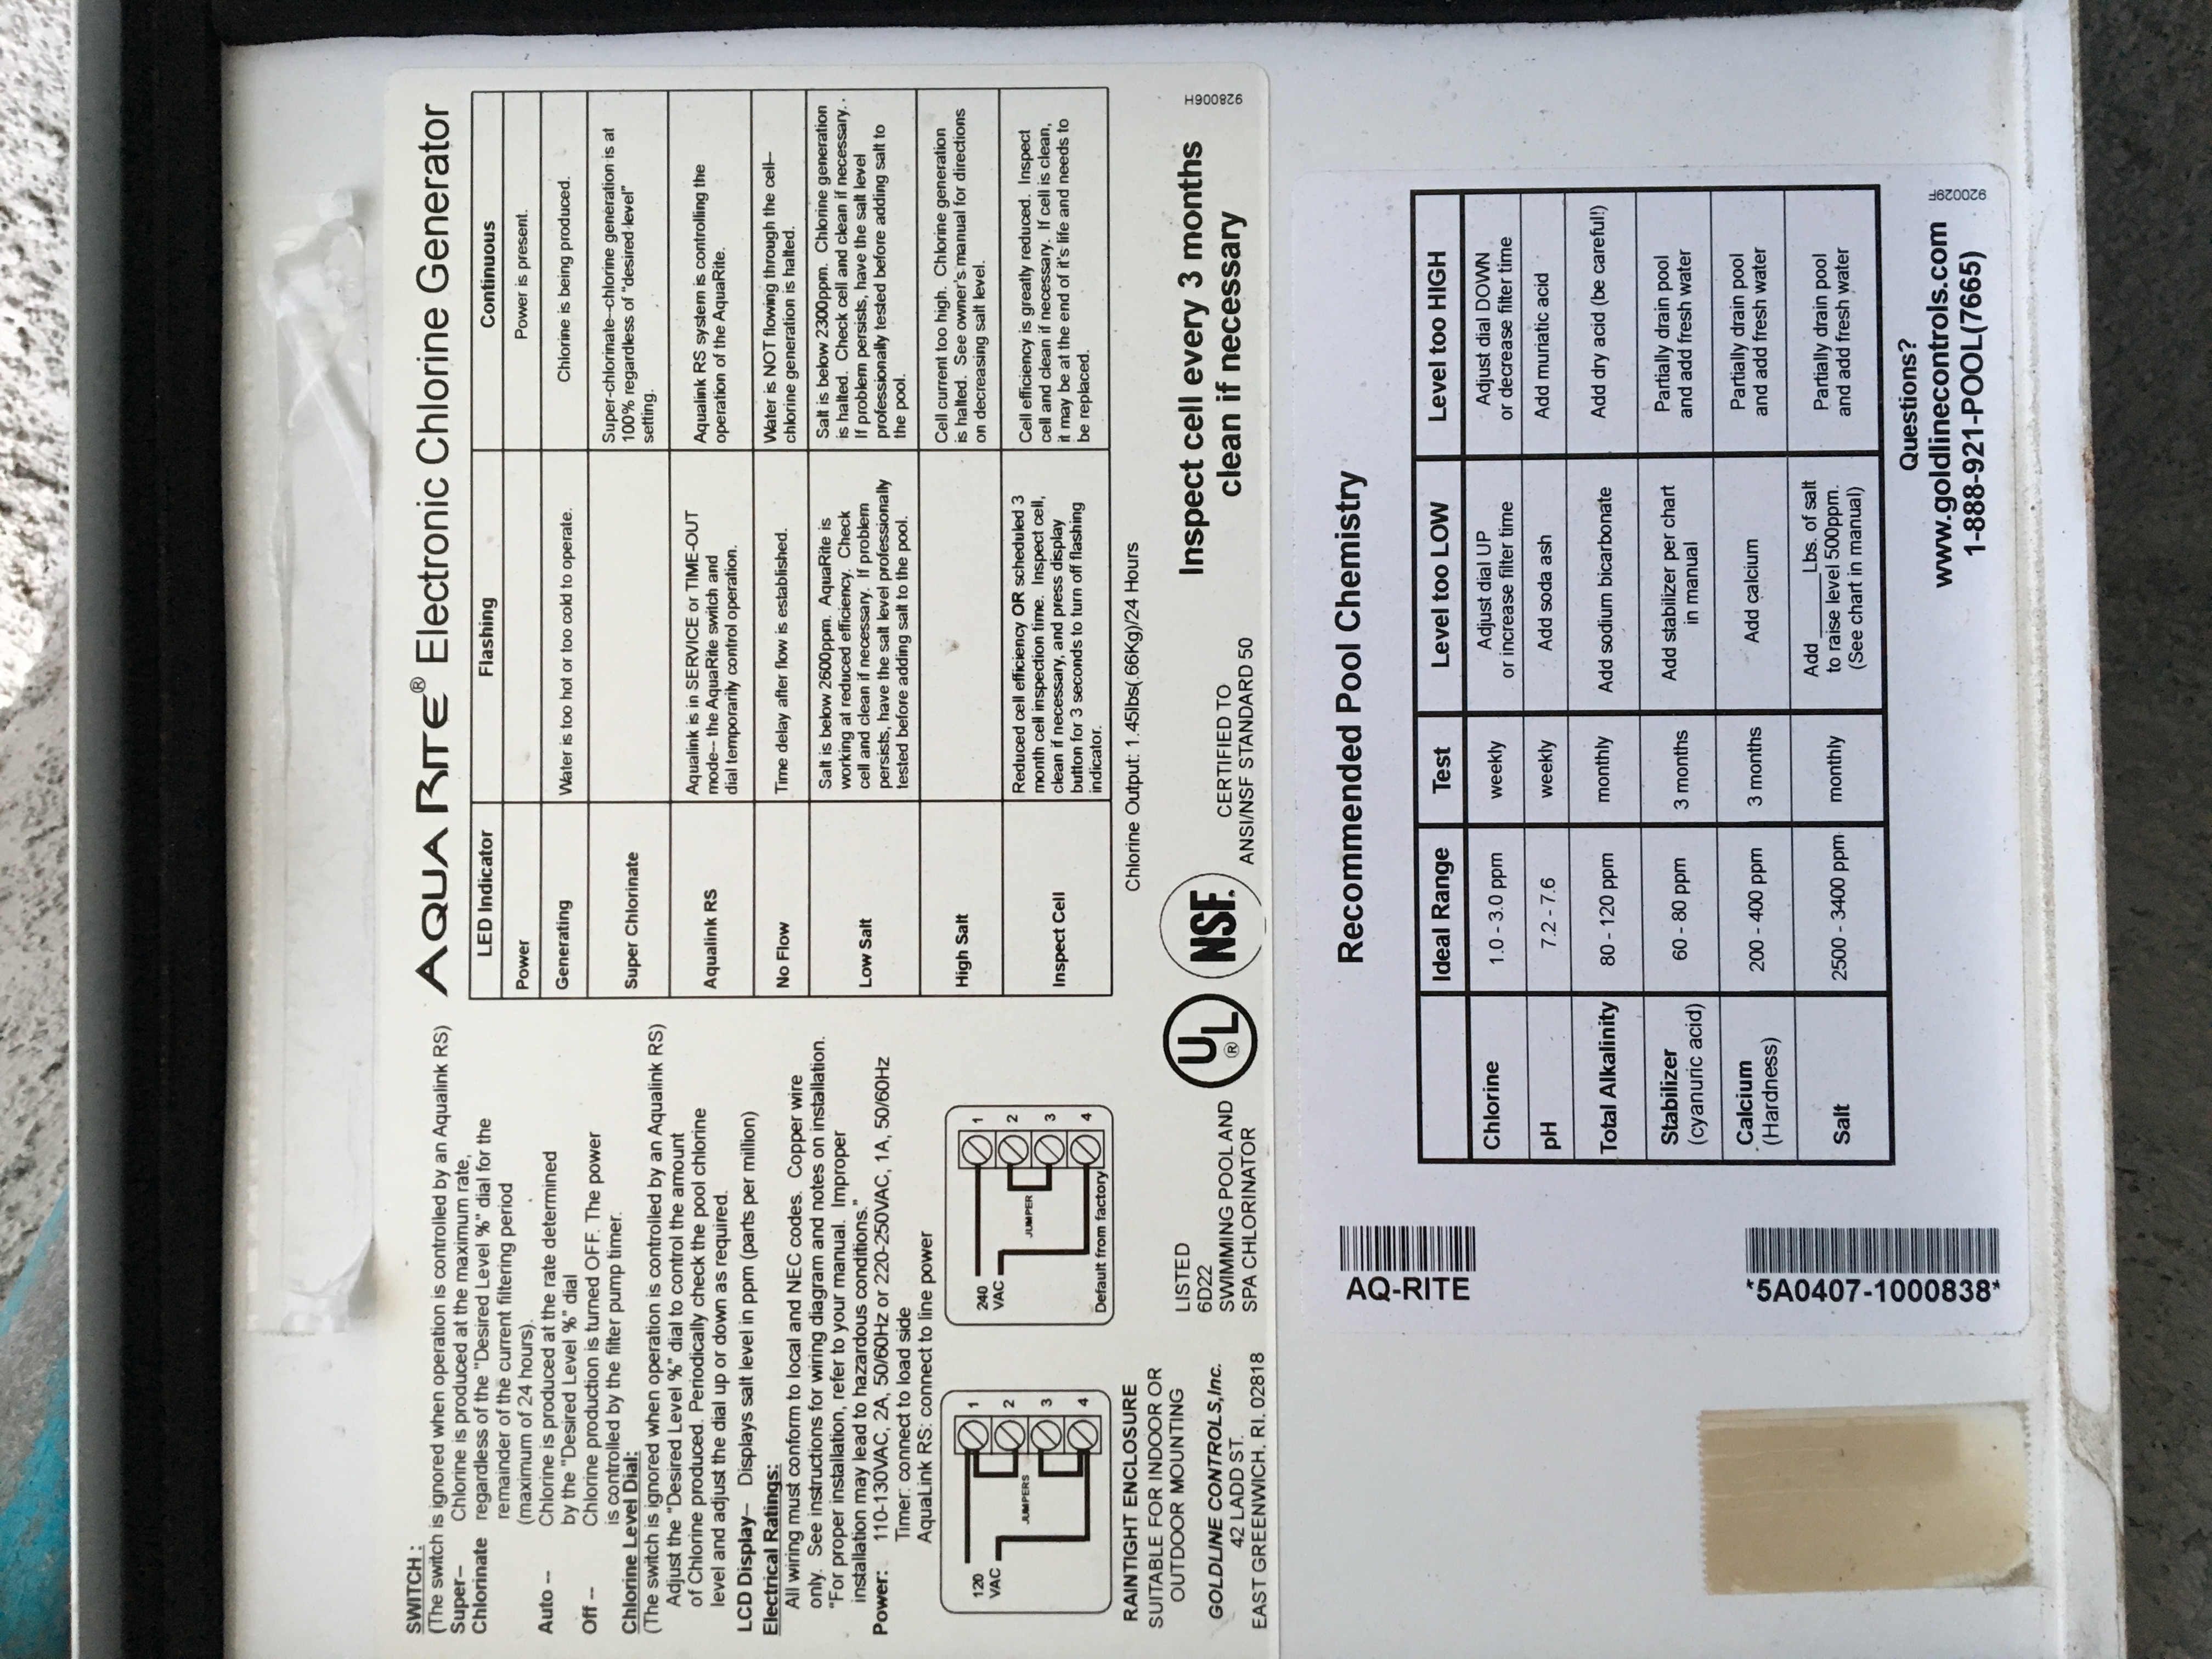 SWITCH :
(The switch is ignored when operation is controlled by an Aqualink RS)
Super-- Chlorine is produced at the maximum rate,
Chlorinate regardless of the "Desired Level %" dial for the
remainder of the current filtering period
(maximum of 24 hours).
Auto -- Chlorine is produced at the rate determined
by the "Desired Level %" dial
Off -- Chlorine production is turned OFF. The power
is controlled by the filter pump timer.
Chlorine Level Dial:
(The switch is ignored when operation is controlled by an Aqualink RS)
Adjust the "Desired Level %" dial to control the amount
of Chlorine produced. Periodically check the pool chlorine
level and adjust the dial up or down as required.
LCD Display-- Displays salt level in ppm (parts per million)
Electrical Ratings:
All wiring must conform to local and NEC codes. Copper wire
only. See instructions for wiring diagram and notes on installation.
"For proper installation, refer to your manual. Improper
installation may lead to hazardous conditions."
Power: 110-130VAC, 2A, 50/60Hz or 220-250VAC, 1A, 50/60Hz
Timer: connect to load side
AquaLink RS: connect to line power
120
VAC
JUMPERS
1
2
3
4
240
VAC
JUMPER
1
2
3
4
Default from factory
RAINTIGHT ENCLOSURE
SUITABLE FOR INDOOR OR
OUTDOOR MOUNTING
GOLDLINE CONTROLS,Inc.
42 LADD ST.
EAST GREENWICH, RI. 02818
LISTED
6D22
SWIMMING POOL AND
SPA CHLORINATOR
UL ®
AQUA RITE® Electronic Chlorine Generator
LED Indicator Flashing Continuous
Power Power is present.
Generating Water is too hot or too cold to operate. Chlorine is being produced.
Super Chlorinate Super-chlorinate--chlorine generation is at
100% regardless of "desired level"
setting.
Aqualink RS Aqualink is in SERVICE or TIME-OUT
mode-- the AquaRite switch and
dial temporarily control operation.
Aqualink RS system is controlling the
operation of the AquaRite.
No Flow Time delay after flow is established.
Water is NOT flowing through the cell--
chlorine generation is halted.
Low Salt Salt is below 2600ppm. AquaRite is
working at reduced efficiency. Check
cell and clean if necessary. If problem
persists, have the salt level professionally
tested before adding salt to the pool.
Salt is below 2300ppm. Chlorine generation
is halted. Check cell and clean if necessary.
If problem persists, have the salt level
professionally tested before adding salt to
the pool.
High Salt Cell current too high. Chlorine generation
is halted. See owner's manual for directions
on decreasing salt level.
Inspect Cell Reduced cell efficiency OR scheduled 3
month cell inspection time. Inspect cell,
clean if necessary, and press display
button for 3 seconds to turn off flashing
indicator.
Cell efficiency is greatly reduced. Inspect
cell and clean if necessary. If cell is clean,
it may be at the end of it's life and needs to
be replaced.
Chlorine Output: 1.45lbs(.66Kg)/24 Hours
NSF.
CERTIFIED TO
ANSI/NSF STANDARD 50
Inspect cell every 3 months
clean if necessary
928006H
Recommended Pool Chemistry
Ideal Range Test Level too LOW Level too HIGH
Chlorine 1.0 - 3.0 ppm weekly Adjust dial UP
or increase filter time
Adjust dial DOWN
or decrease filter time
pH 7.2 - 7.6 weekly Add soda ash Add muriatic acid
Total Alkalinity 80 - 120 ppm monthly Add sodium bicarbonate Add dry acid (be careful!)
Stabilizer
(cyanuric acid)
60 - 80 ppm 3 months Add stabilizer per chart
in manual
Partially drain pool
and add fresh water
Calcium
(Hardness)
200 - 400 ppm 3 months Add calcium Partially drain pool
and add fresh water
Salt 2500 - 3400 ppm monthly Add ______ Lbs. of salt
to raise level 500ppm.
(See chart in manual)
Partially drain pool
and add fresh water
AQ-RITE
*5A0407-1000838*
Questions?
www.goldlinecontrols.com
1-888-921-POOL(7665)
920029F